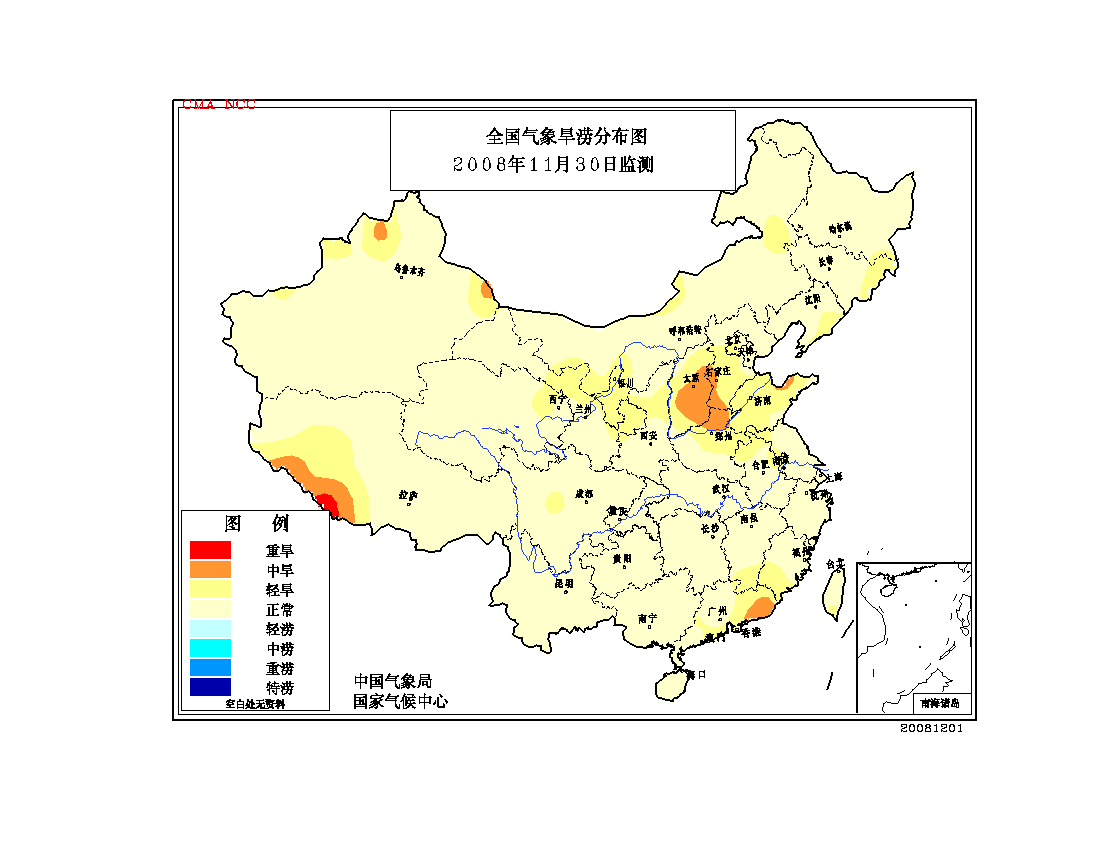 CMA NCC
全国气象旱涝分布图
2008年11月30日监测
哈尔滨
长春
乌鲁木齐
沈阳
呼和浩特
北京
天津
石家庄
太原
银川
济南
西宁
兰州
西安
郑州
合肥
南京
上海
拉萨
成都
武汉
杭州
重庆
长沙
南昌
贵阳
福州
台北
昆明
广州
南宁
澳门
香港
海口
图 例
重旱
中旱
轻旱
正常
轻涝
中涝
重涝
特涝
空白处无资料
中国气象局
国家气候中心
南海诸岛
20081201